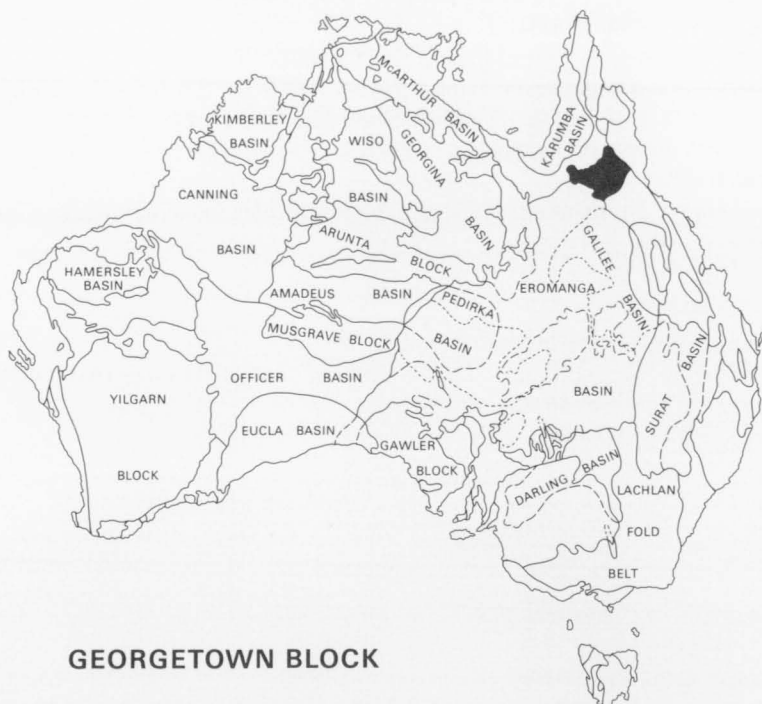 McARTHUR BASIN
KARUMBA
BASIN
KIMBERLEY
BASIN
WISO
BASIN
GEORGINA
BASIN
CANNING
BASIN
ARUNTA
BLOCK
GALILEE
BASIN
HAMERSLEY
BASIN
AMADEUS BASIN
PEDIRKA
BASIN
EROMANGA
BASIN
MUSGRAVE BLOCK
OFFICER BASIN
YILGARN
BLOCK
EUCLA BASIN
GAWLER
BLOCK
SURAT
BASIN
DARLING BASIN
LACHLAN
FOLD
BELT
GEORGETOWN BLOCK